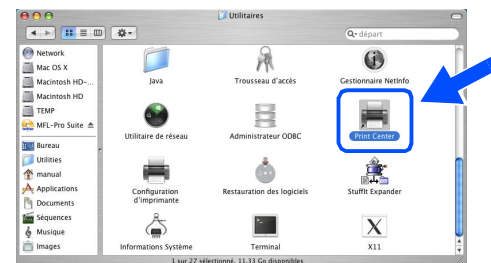 Utilitaires
départ
Network
Mac OS X
Macintosh HD-...
Macintosh HD
TEMP
MFL-Pro Suite
Bureau
Utilities
manual
Applications
Documents
Séquences
Musique
Images
Java
Trousseau d'accès
Gestionnaire NetInfo
Utilitaire de réseau
Administrateur ODBC
Print Center
Configuration
d'imprimante
Restauration des logiciels
StuffIt Expander
Informations Système
Terminal
X11
1 sur 27 sélectionné, 11.33 Go disponibles